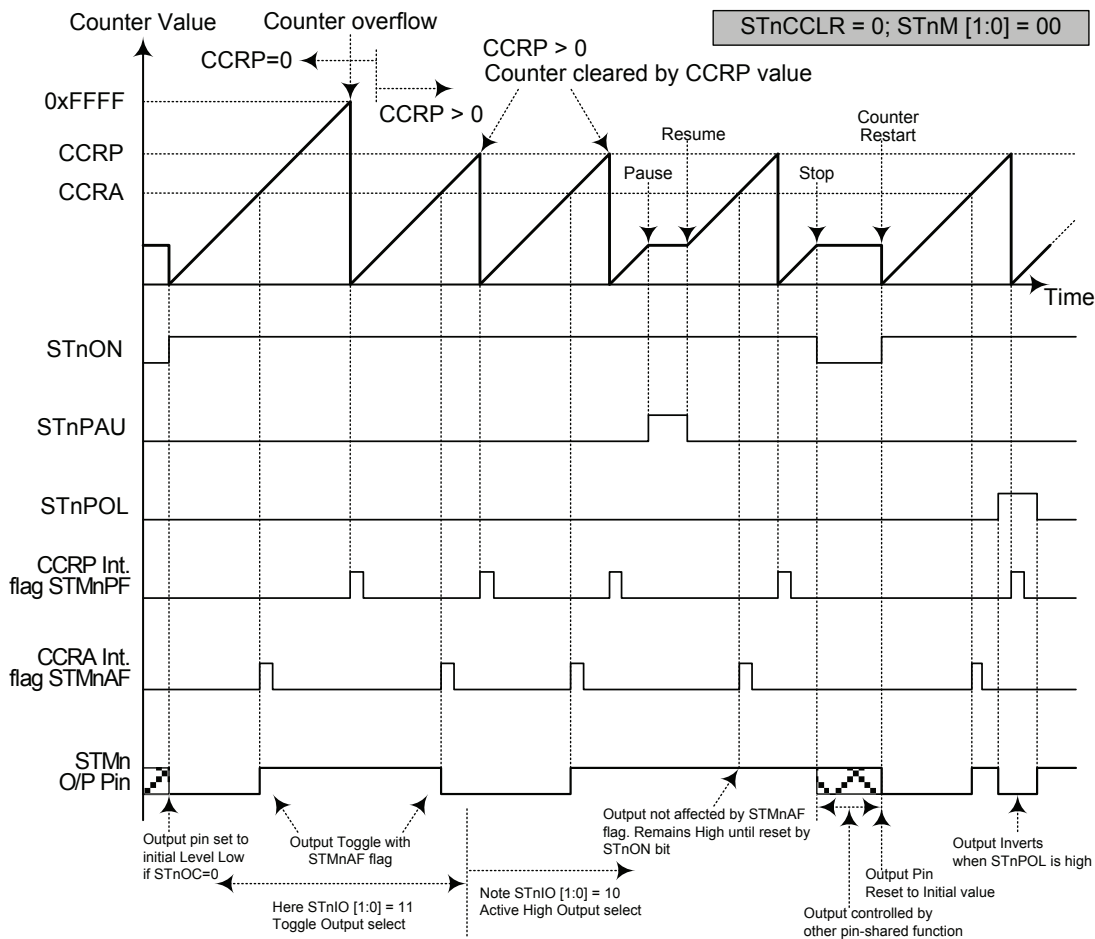 Counter Value
Counter overflow
STnCCLR = 0; STnM [1:0] = 00
CCRP=0
CCRP > 0
CCRP > 0
Counter cleared by CCRP value
0xFFFF
CCRP
CCRA
Pause
Resume
Stop
Counter
Restart
Time
STnON
STnPAU
STnPOL
CCRP Int.
flag STMnPF
CCRA Int.
flag STMnAF
STMn
O/P Pin
Output pin set to
initial Level Low
if STnOC=0
Output Toggle with
STMnAF flag
Output not affected by STMnAF
flag. Remains High until reset by
STnON bit
Output Inverts
when STnPOL is high
Output Pin
Reset to Initial value
Here STnIO [1:0] = 11
Toggle Output select
Note STnIO [1:0] = 10
Active High Output select
Output controlled by
other pin-shared function